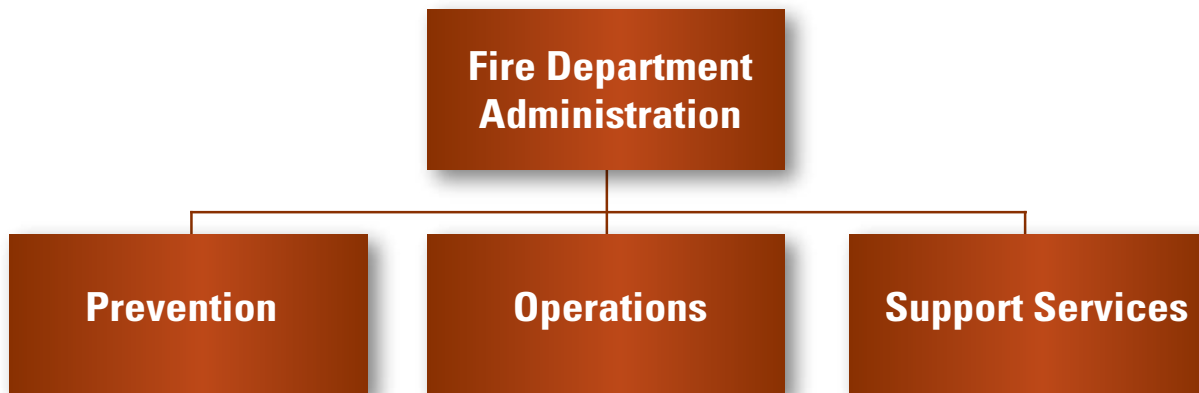 Fire Department
Administration
Prevention
Operations
Support Services